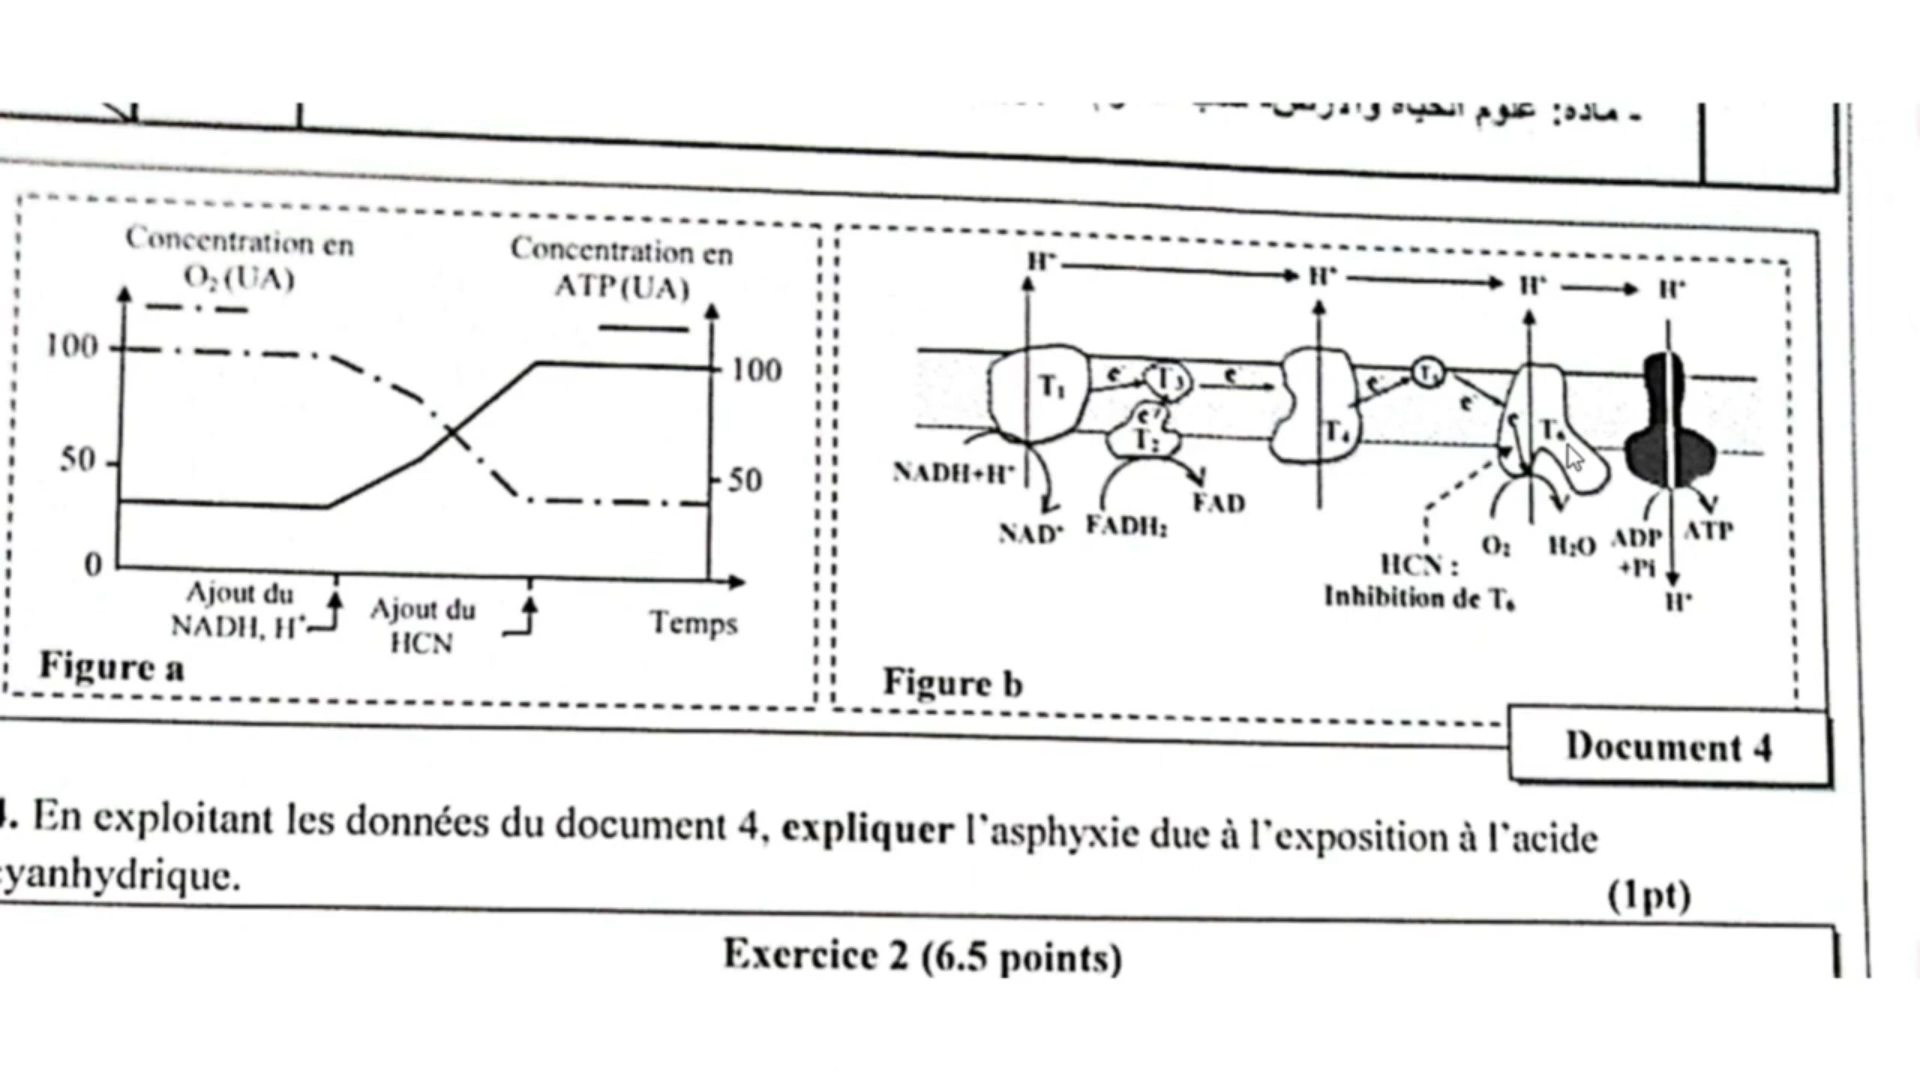 - مادة: علوم الحياة والأرض-
Concentration en
O₂(UA)
Concentration en
ATP(UA)
100
50
0
100
50
Ajout du
NADH, H⁺
Ajout du
HCN
Temps
Figure a
H⁺ H⁺ H⁺ H⁺
T₁ e⁻ T₃ e⁻ e⁻ e⁻ e⁻ T₆
e⁻ T₂ T₄
NADH+H⁺
NAD⁺ FADH₂ FAD
HCN :
Inhibition de T₆
O₂ H₂O ADP
+Pi ATP
H⁺
Figure b
Document 4
. En exploitant les données du document 4, expliquer l'asphyxie due à l'exposition à l'acide
yanhydrique. (1pt)
Exercice 2 (6.5 points)